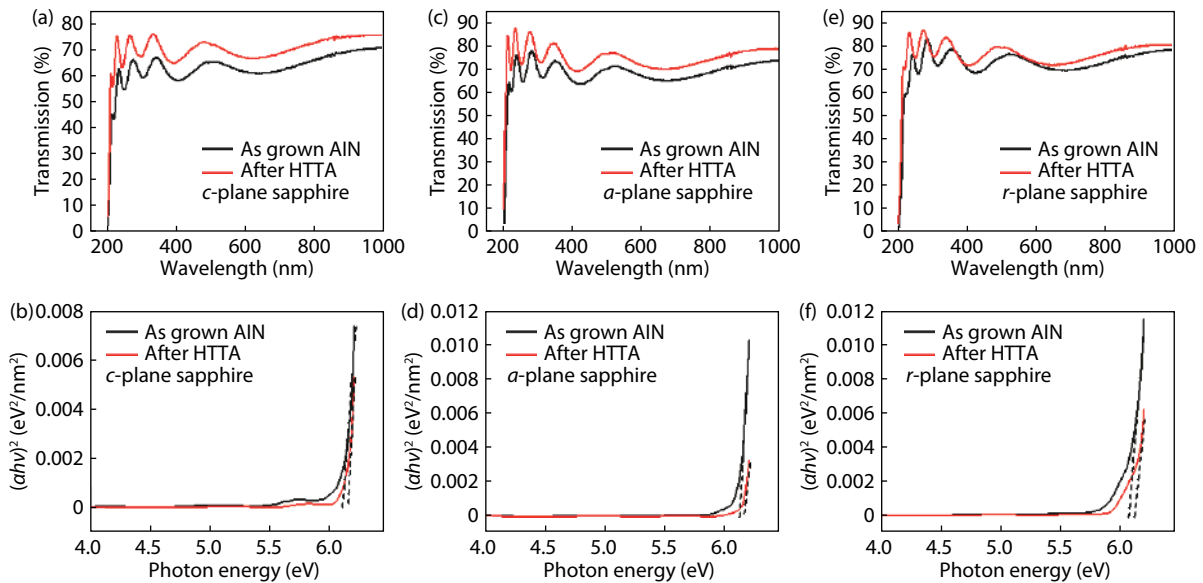 (a)
80
70
60
50
40
30
20
10
0
Transmission (%)
As grown AlN
After HTTA
c-plane sapphire
200 400 600 800 1000
Wavelength (nm)
(c)
90
80
70
60
50
40
30
20
10
0
Transmission (%)
As grown AlN
After HTTA
a-plane sapphire
200 400 600 800 1000
Wavelength (nm)
(e)
90
80
70
60
50
40
30
20
10
0
Transmission (%)
As grown AlN
After HTTA
r-plane sapphire
200 400 600 800 1000
Wavelength (nm)
(b)
0.008
0.006
0.004
0.002
0
(ahv)² (eV²/nm²)
As grown AlN
After HTTA
c-plane sapphire
4.0 4.5 5.0 5.5 6.0
Photon energy (eV)
(d)
0.012
0.010
0.008
0.006
0.004
0.002
0
(ahv)² (eV²/nm²)
As grown AlN
After HTTA
a-plane sapphire
4.0 4.5 5.0 5.5 6.0
Photon energy (eV)
(f)
0.012
0.010
0.008
0.006
0.004
0.002
0
(ahv)² (eV²/nm²)
As grown AlN
After HTTA
r-plane sapphire
4.0 4.5 5.0 5.5 6.0
Photon energy (eV)